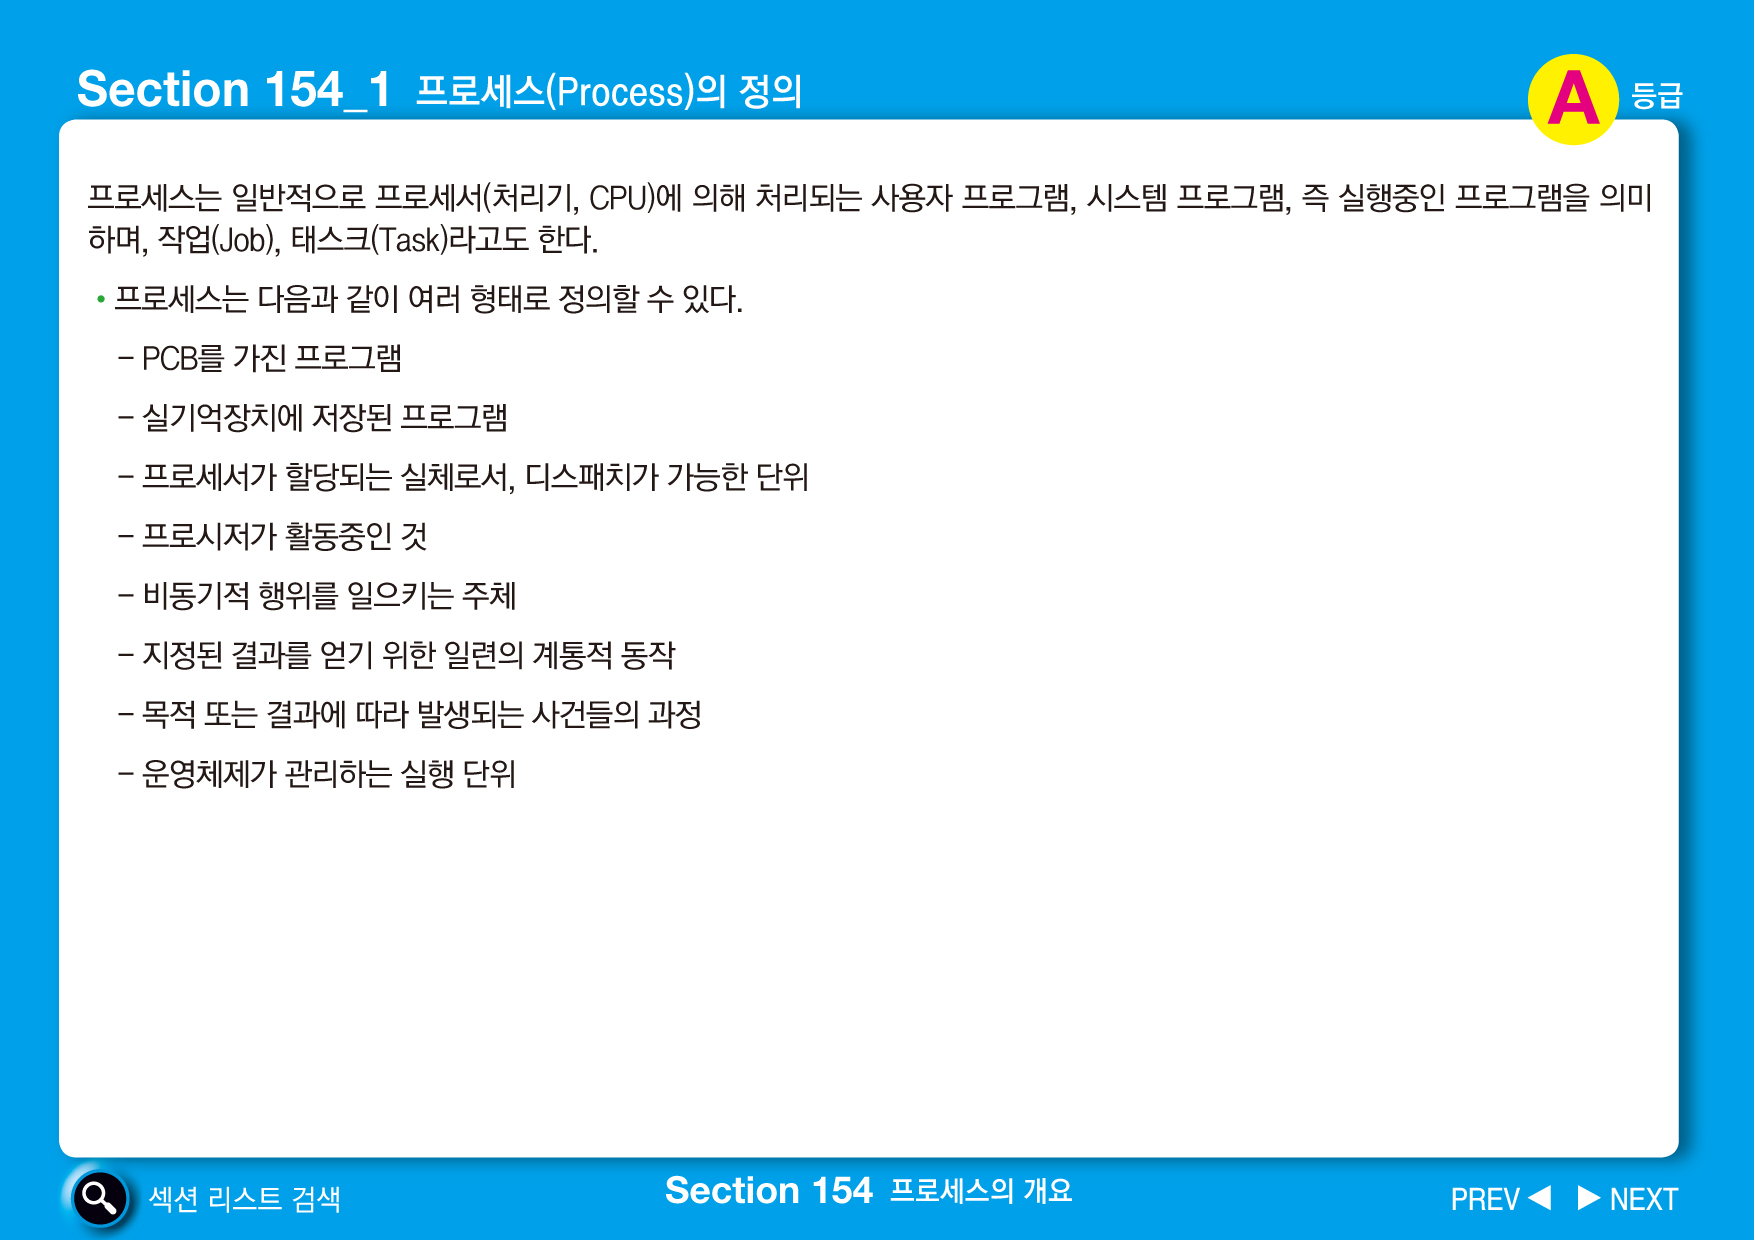 Section 154_1 프로세스(Process)의 정의
A 등급
프로세스는 일반적으로 프로세서(처리기, CPU)에 의해 처리되는 사용자 프로그램, 시스템 프로그램, 즉 실행중인 프로그램을 의미
하며, 작업(Job), 태스크(Task)라고도 한다.
• 프로세스는 다음과 같이 여러 형태로 정의할 수 있다.
– PCB를 가진 프로그램
– 실기억장치에 저장된 프로그램
– 프로세서가 할당되는 실체로서, 디스패치가 가능한 단위
– 프로시저가 활동중인 것
– 비동기적 행위를 일으키는 주체
– 지정된 결과를 얻기 위한 일련의 계통적 동작
– 목적 또는 결과에 따라 발생되는 사건들의 과정
– 운영체제가 관리하는 실행 단위
섹션 리스트 검색
Section 154 프로세스의 개요
PREV ◀ ▶ NEXT